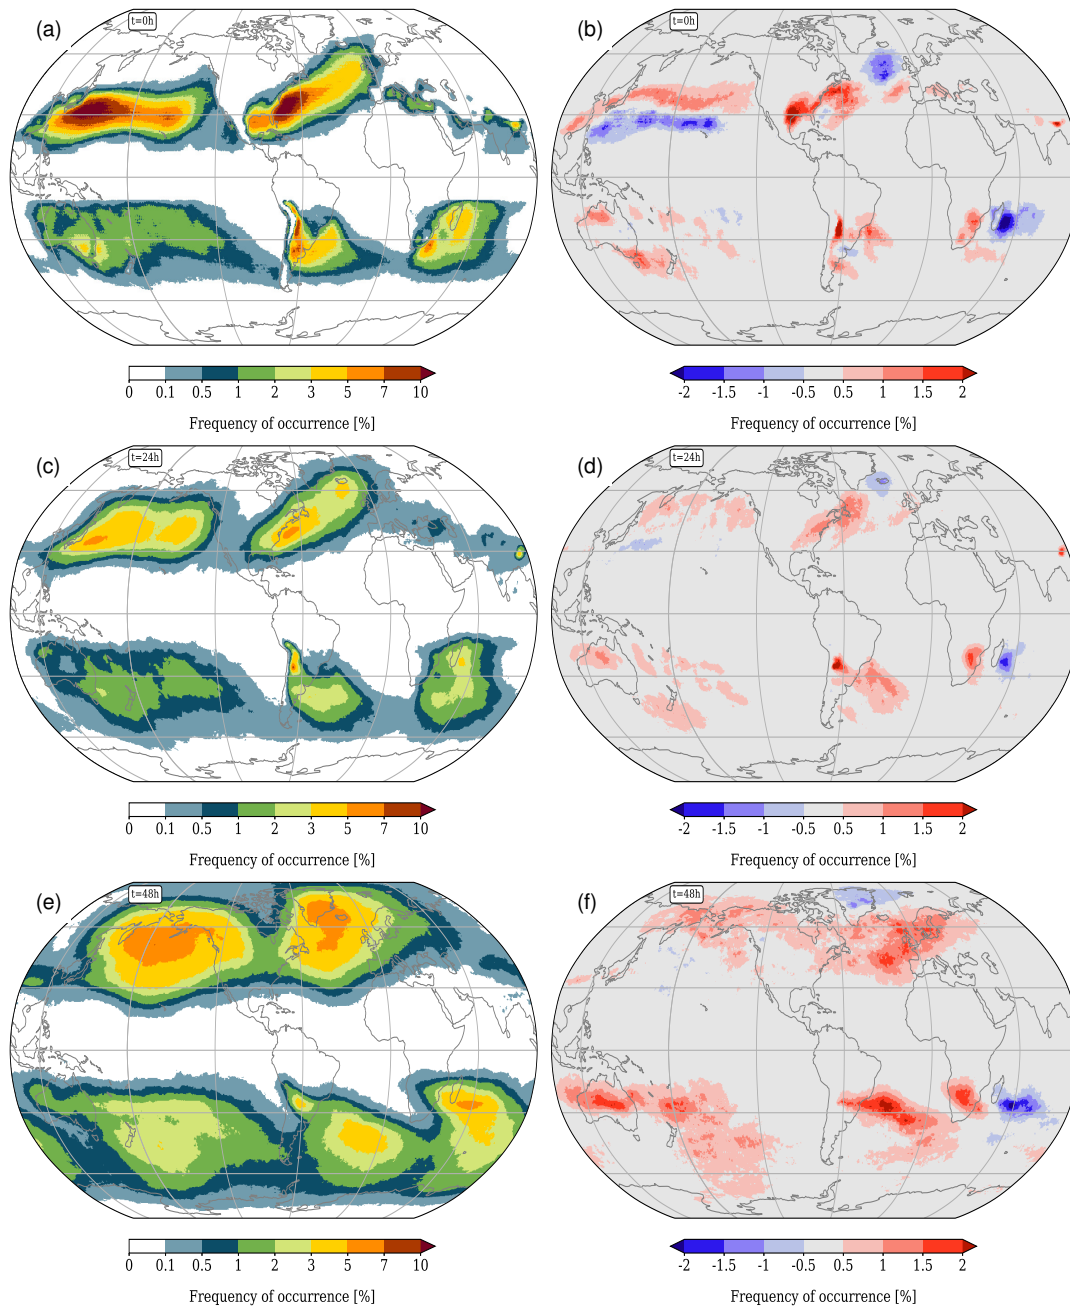 (a) t=0h (b) t=0h
0 0.1 0.5 1 2 3 5 7 10 -2 -1.5 -1 -0.5 0.5 1 1.5 2
Frequency of occurrence [%] Frequency of occurrence [%]
(c) t=24h (d) t=24h
0 0.1 0.5 1 2 3 5 7 10 -2 -1.5 -1 -0.5 0.5 1 1.5 2
Frequency of occurrence [%] Frequency of occurrence [%]
(e) t=48h (f) t=48h
0 0.1 0.5 1 2 3 5 7 10 -2 -1.5 -1 -0.5 0.5 1 1.5 2
Frequency of occurrence [%] Frequency of occurrence [%]